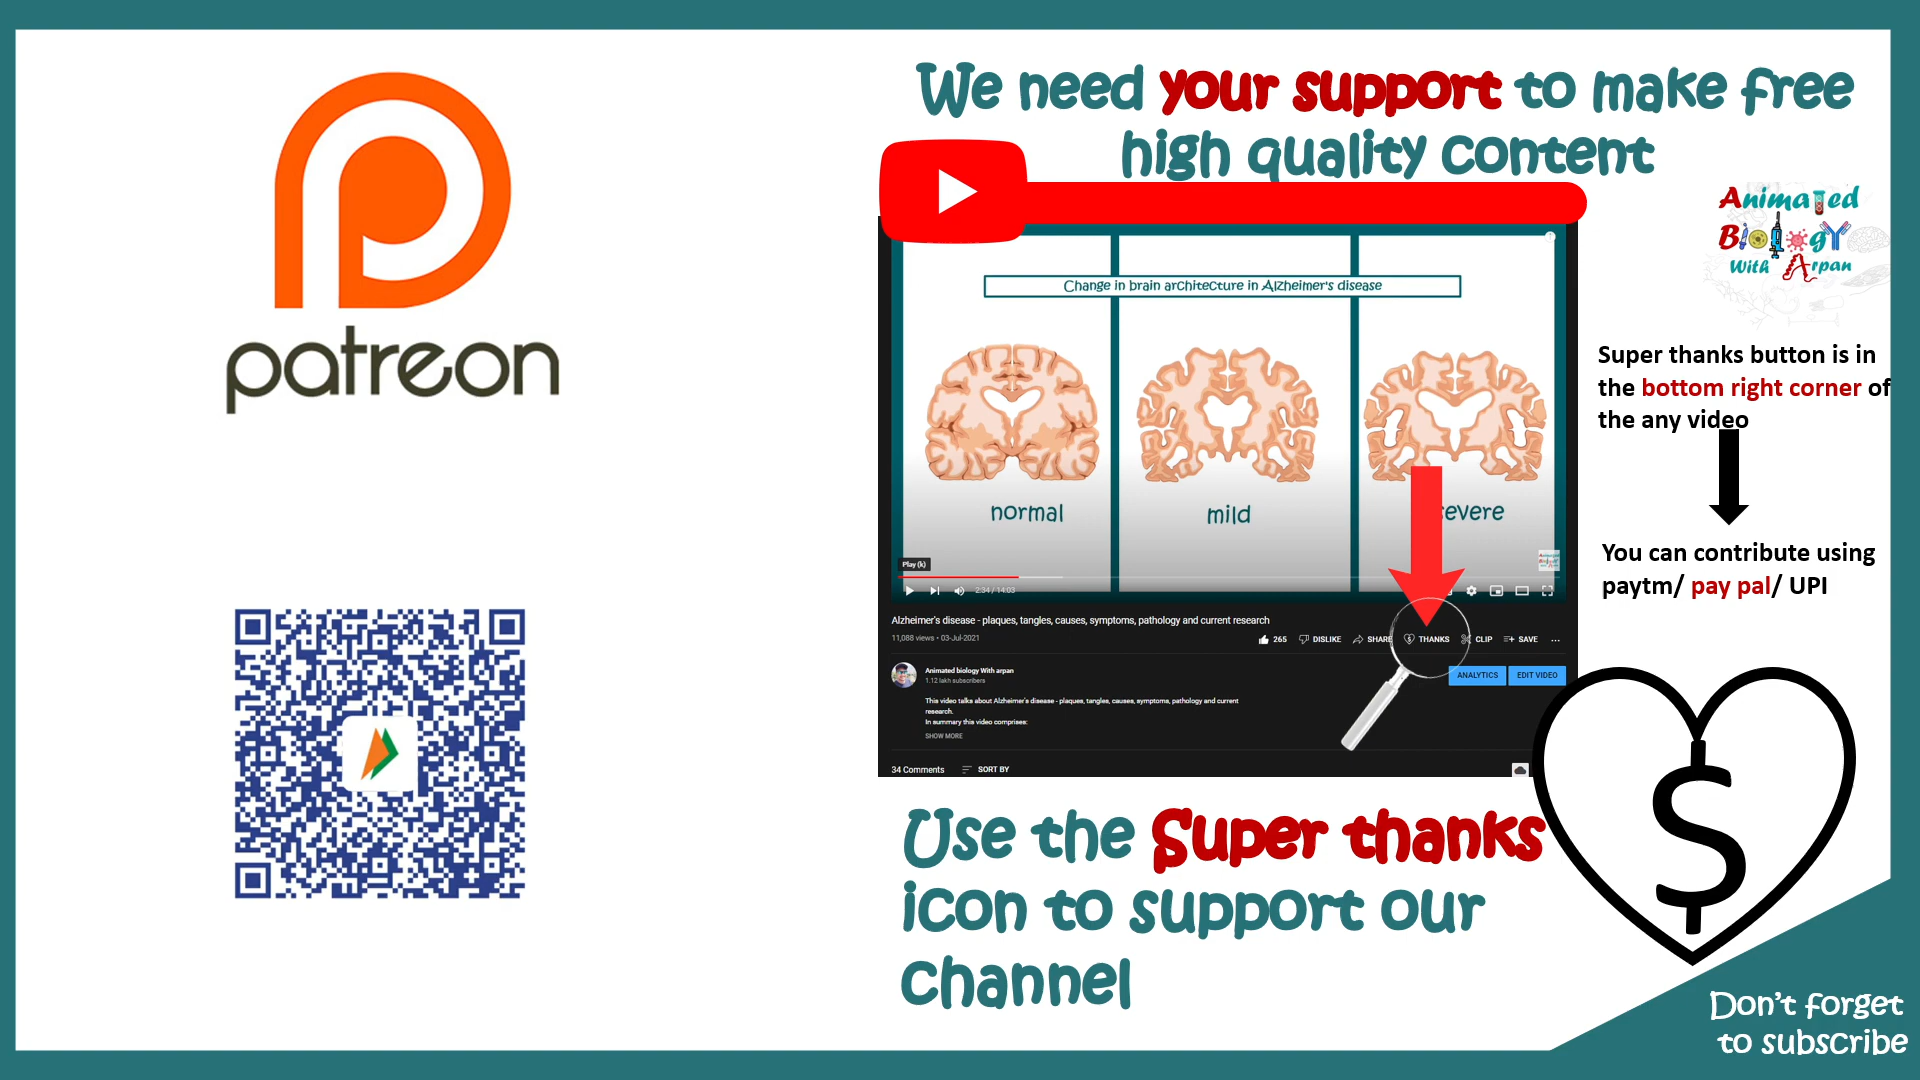 We need your support to make free
high quality content
patreon
Animated
Biology
With Arpan
Change in brain architecture in Alzheimer's disease
normal
mild
severe
Play (k)
2:34 / 14:03
Alzheimer's disease - plaques, tangles, causes, symptoms, pathology and current research
11,088 views • 03-Jul-2021
265 DISLIKE SHARE THANKS CLIP SAVE ...
Animated biology With arpan
1.12 lakh subscribers
ANALYTICS EDIT VIDEO
This video talks about Alzheimer's disease - plaques, tangles, causes, symptoms, pathology and current
research.
In summary this video comprises:
SHOW MORE
34 Comments SORT BY
Super thanks button is in
the bottom right corner of
the any video
You can contribute using
paytm/ pay pal/ UPI
$
Use the Super thanks
icon to support our
channel
Don't forget
to subscribe